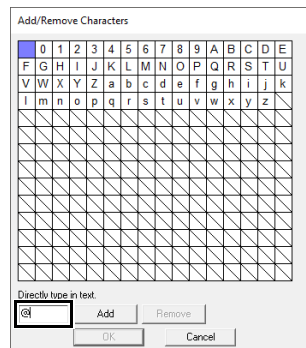 Add/Remove Characters
0 1 2 3 4 5 6 7 8 9 A B C D E
F G H I J K L M N O P Q R S T U
V W X Y Z a b c d e f g h i j k
l m n o p q r s t u v w x y z
Directly type in text.
@ Add Remove
OK Cancel